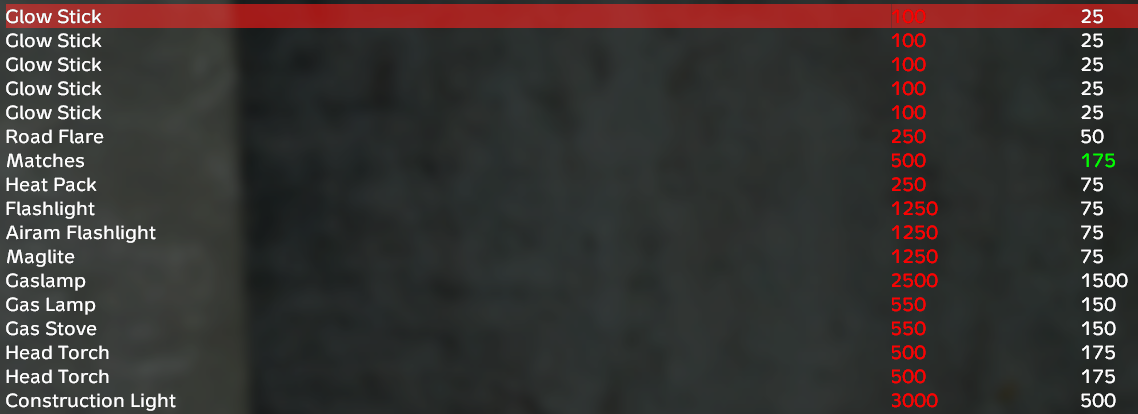 Glow Stick 100 25
Glow Stick 100 25
Glow Stick 100 25
Glow Stick 100 25
Glow Stick 100 25
Road Flare 250 50
Matches 500 175
Heat Pack 250 75
Flashlight 1250 75
Airam Flashlight 1250 75
Maglite 1250 75
Gaslamp 2500 1500
Gas Lamp 550 150
Gas Stove 550 150
Head Torch 500 175
Head Torch 500 175
Construction Light 3000 500